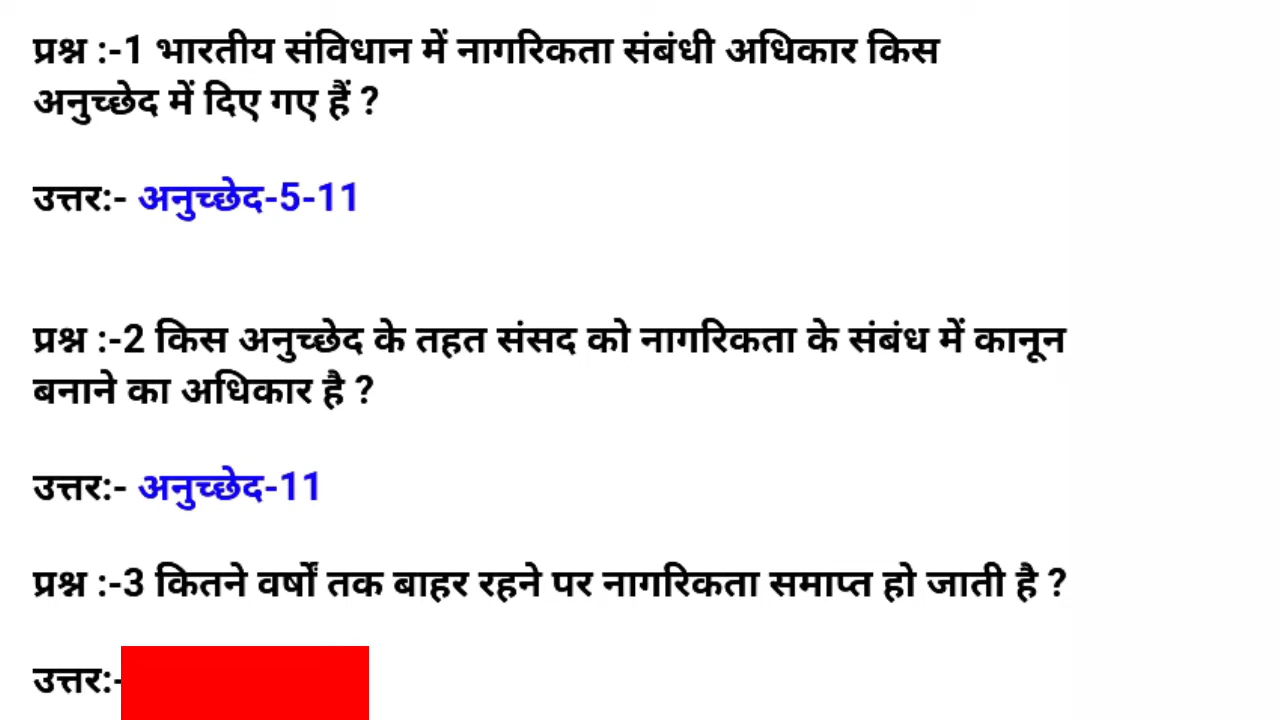 प्रश्न :-1 भारतीय संविधान में नागरिकता संबंधी अधिकार किस
अनुच्छेद में दिए गए हैं ?
उत्तर:- अनुच्छेद-5-11
प्रश्न :-2 किस अनुच्छेद के तहत संसद को नागरिकता के संबंध में कानून
बनाने का अधिकार है ?
उत्तर:- अनुच्छेद-11
प्रश्न :-3 कितने वर्षों तक बाहर रहने पर नागरिकता समाप्त हो जाती है ?
उत्तर:-